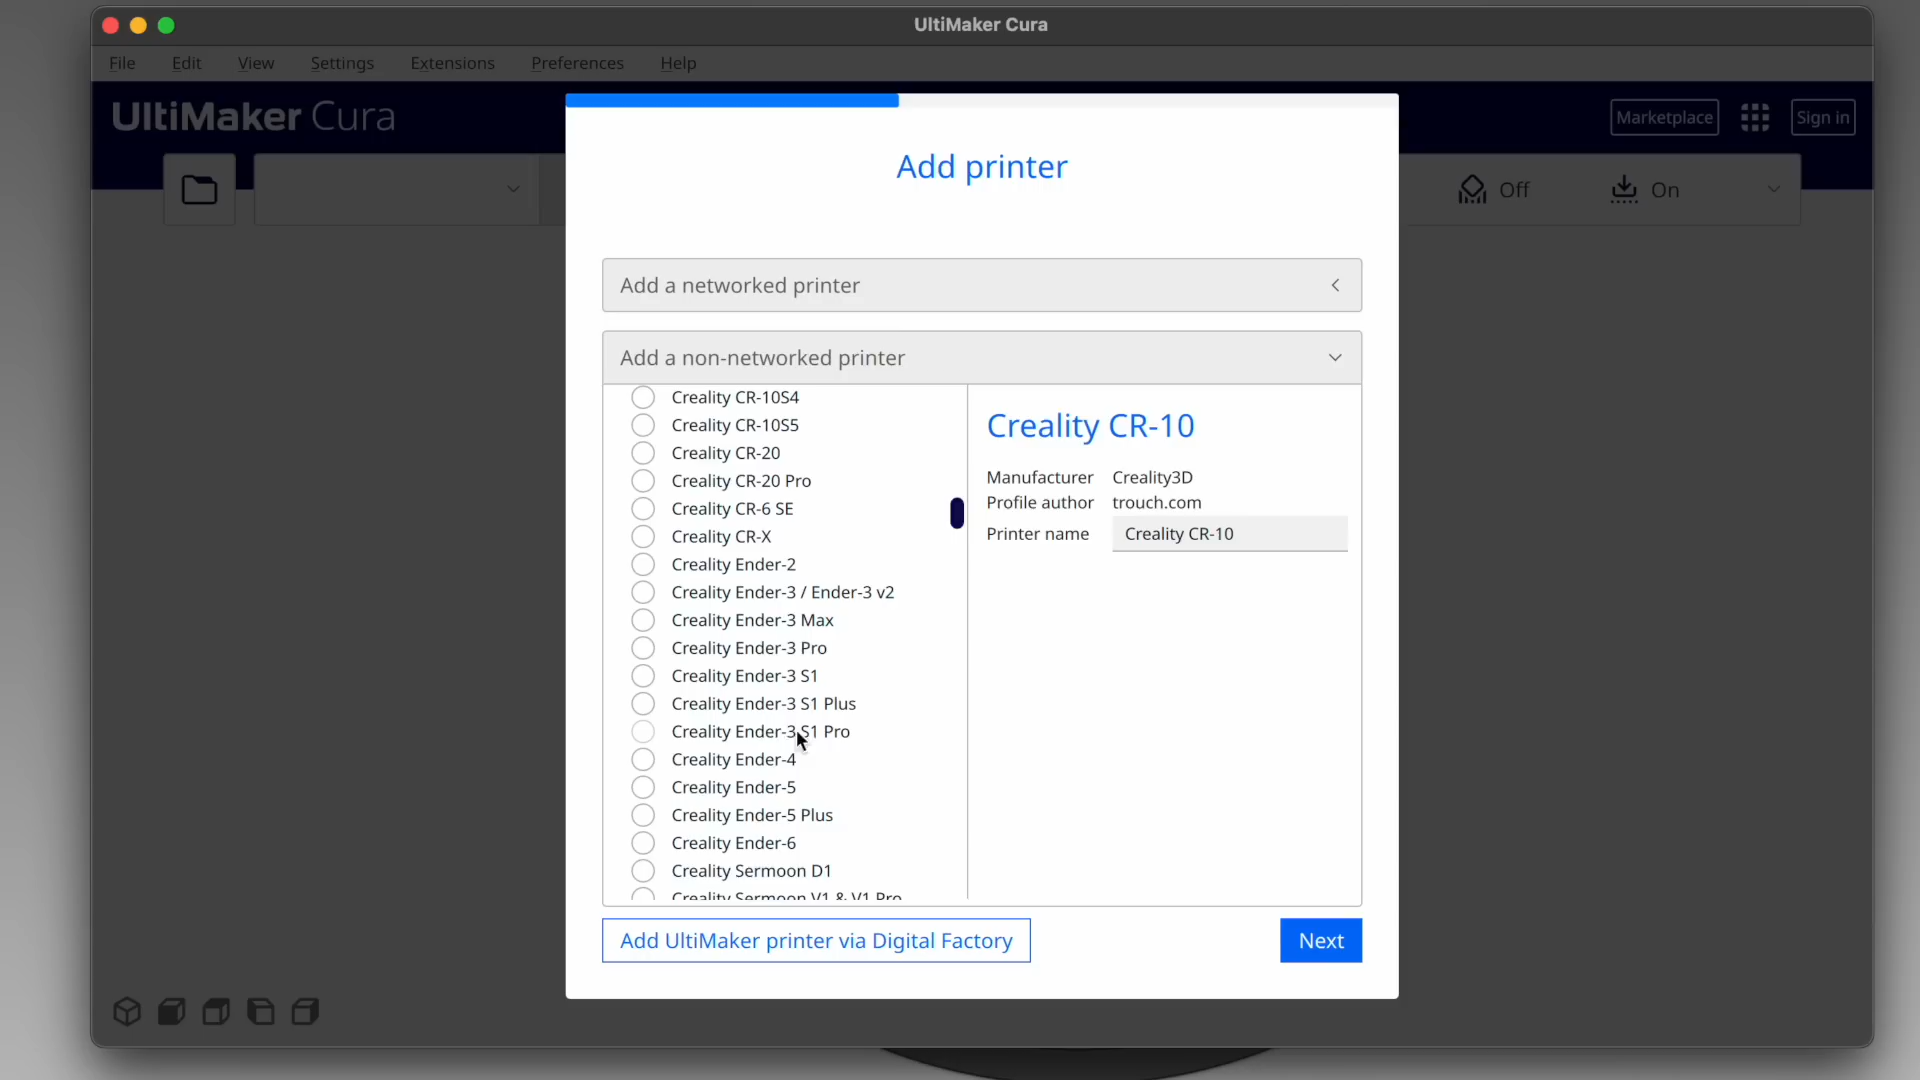 UltiMaker Cura
File Edit View Settings Extensions Preferences Help
UltiMaker Cura
Marketplace
Sign in
Off
On
Add printer
Add a networked printer
Add a non-networked printer
Creality CR-10S4
Creality CR-10S5
Creality CR-20
Creality CR-20 Pro
Creality CR-6 SE
Creality CR-X
Creality Ender-2
Creality Ender-3 / Ender-3 v2
Creality Ender-3 Max
Creality Ender-3 Pro
Creality Ender-3 S1
Creality Ender-3 S1 Plus
Creality Ender-3 S1 Pro
Creality Ender-4
Creality Ender-5
Creality Ender-5 Plus
Creality Ender-6
Creality Sermoon D1
Creality Sermoon V1 & V1 Pro
Creality CR-10
Manufacturer Creality3D
Profile author trouch.com
Printer name Creality CR-10
Add UltiMaker printer via Digital Factory
Next